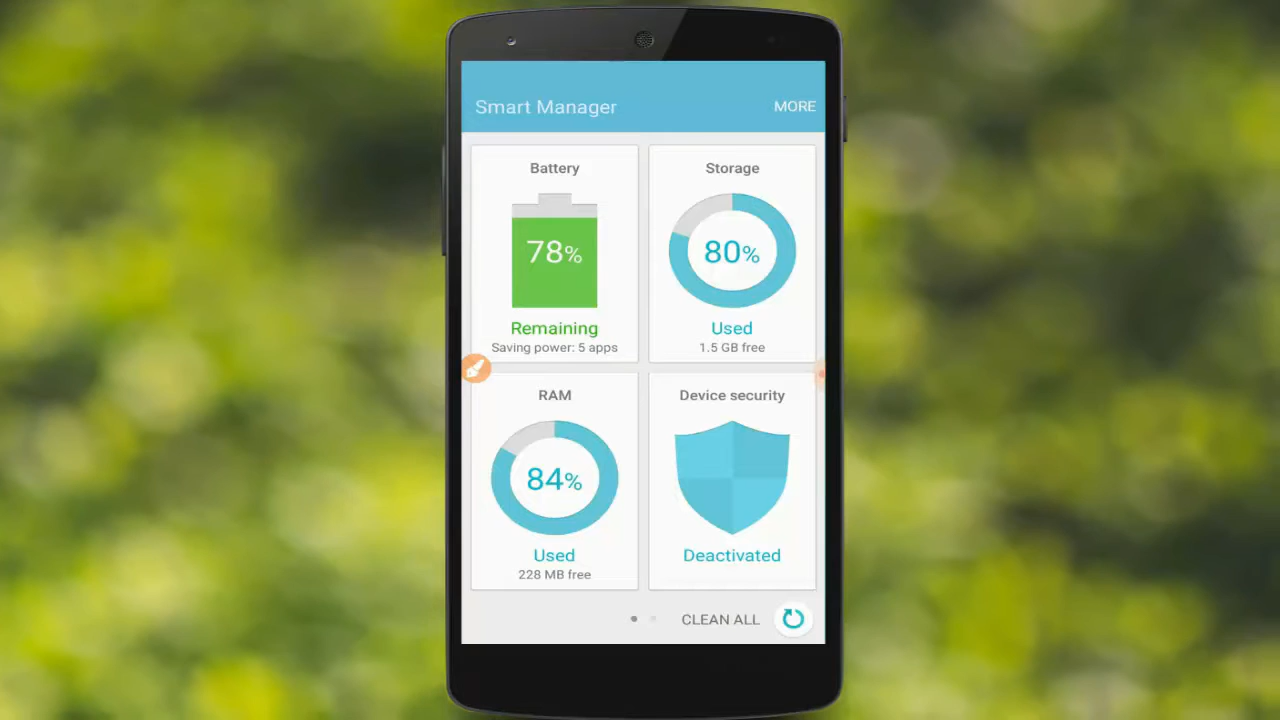 Smart Manager
MORE
Battery
78%
Remaining
Saving power: 5 apps
Storage
80%
Used
1.5 GB free
RAM
84%
Used
228 MB free
Device security
Deactivated
CLEAN ALL